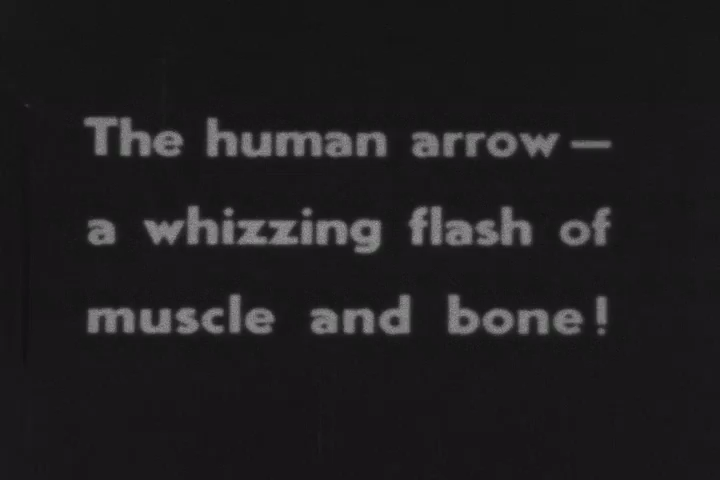 The human arrow —
a whizzing flash of
muscle and bone!